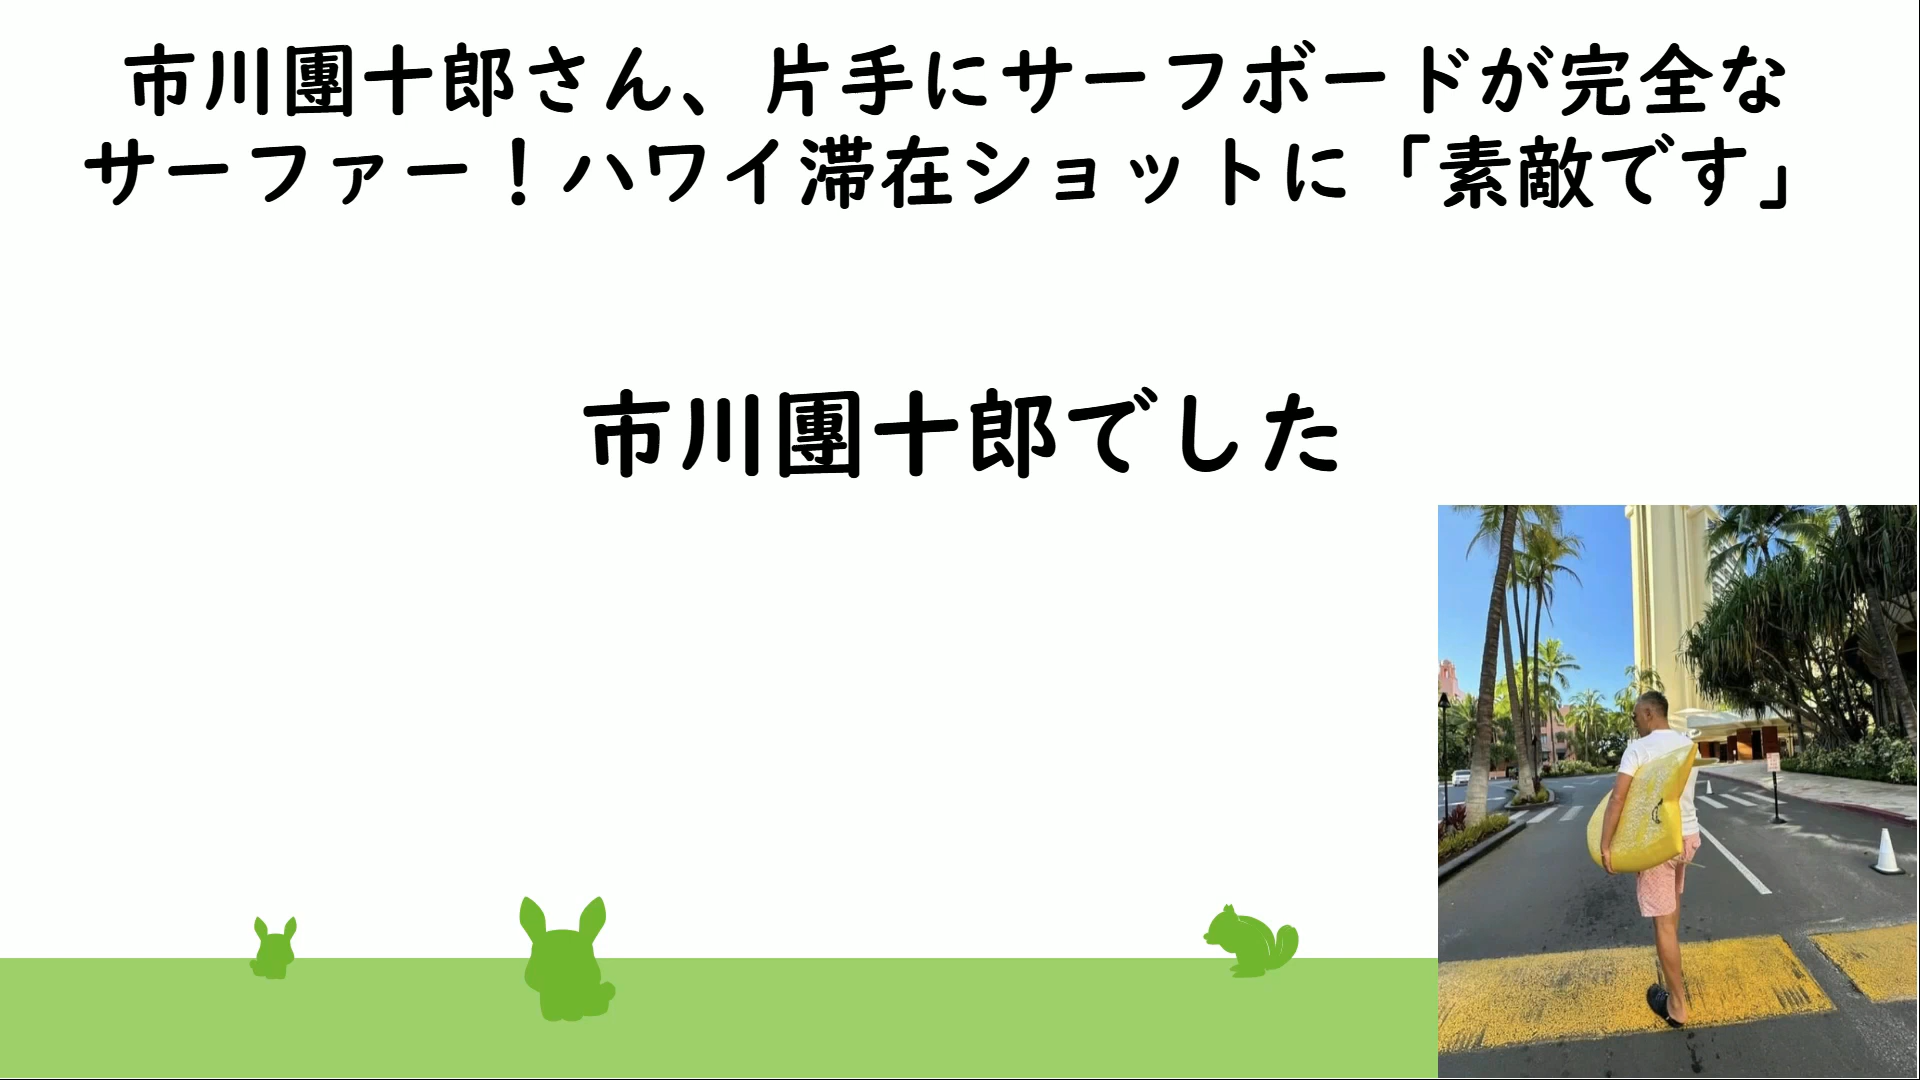 市川團十郎さん、片手にサーフボードが完全な
サーファー！ハワイ滞在ショットに「素敵です」
市川團十郎でした